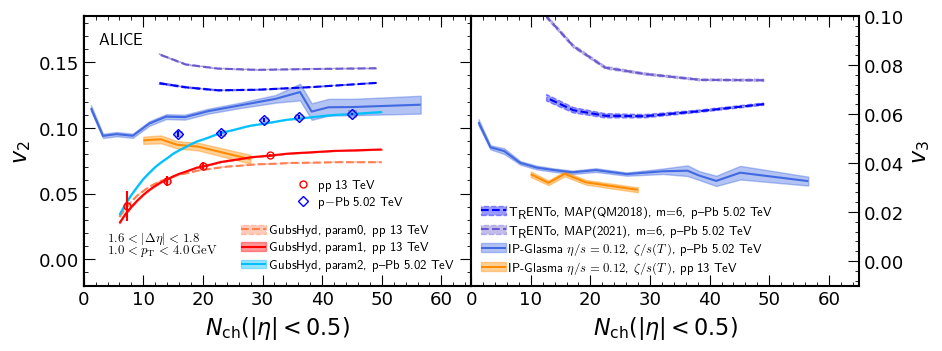 ALICE
0.15
0.10
0.05
0.00
v2
pp 13 TeV
p−Pb 5.02 TeV
1.6 < |Δη| < 1.8
1.0 < pT < 4.0 GeV
GubsHyd, param0, pp 13 TeV
GubsHyd, param1, pp 13 TeV
GubsHyd, param2, p–Pb 5.02 TeV
0 10 20 30 40 50 60
Nch(|η| < 0.5)
0.10
0.08
0.06
0.04
0.02
0.00
v3
TRENTo, MAP(QM2018), m=6, p–Pb 5.02 TeV
TRENTo, MAP(2021), m=6, p–Pb 5.02 TeV
IP-Glasma η/s = 0.12, ζ/s(T), p–Pb 5.02 TeV
IP-Glasma η/s = 0.12, ζ/s(T), pp 13 TeV
0 10 20 30 40 50 60
Nch(|η| < 0.5)